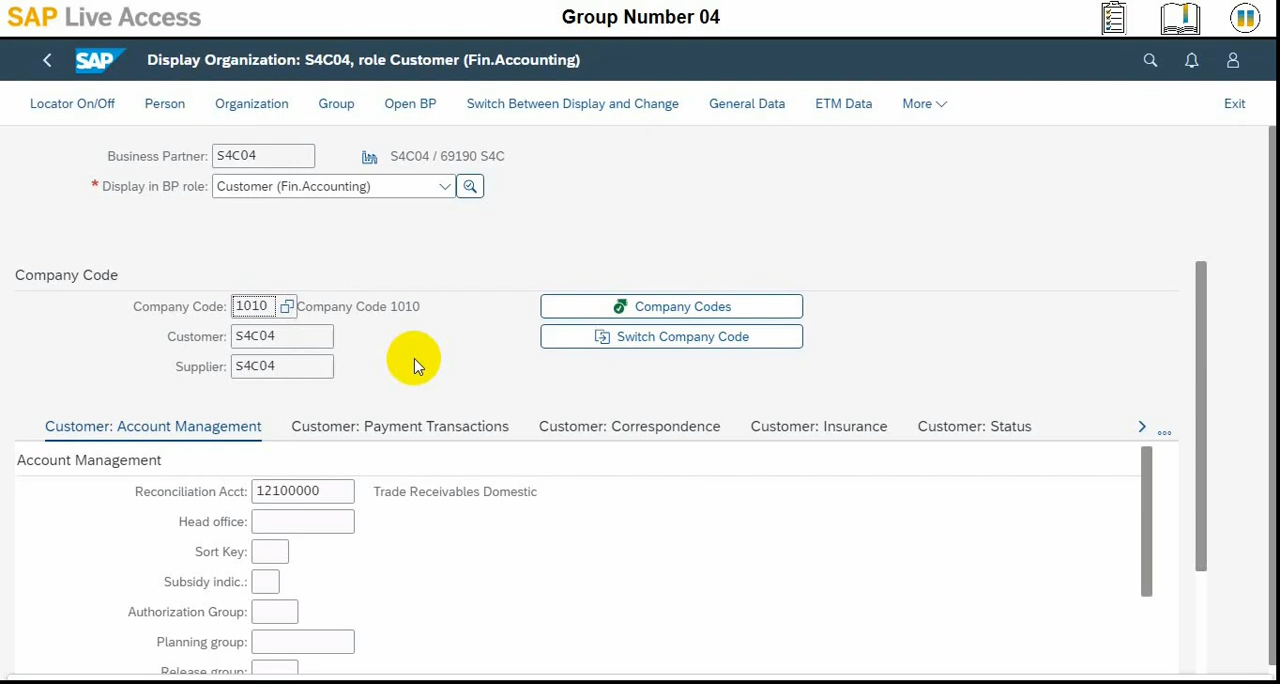 SAP Live Access
Group Number 04
SAP
Display Organization: S4C04, role Customer (Fin.Accounting)
Locator On/Off Person Organization Group Open BP Switch Between Display and Change General Data ETM Data More Exit
Business Partner: S4C04 S4C04 / 69190 S4C
* Display in BP role: Customer (Fin.Accounting)
Company Code
Company Code: 1010 Company Code 1010 Company Codes
Customer: S4C04 Switch Company Code
Supplier: S4C04
Customer: Account Management Customer: Payment Transactions Customer: Correspondence Customer: Insurance Customer: Status
Account Management
Reconciliation Acct: 12100000 Trade Receivables Domestic
Head office:
Sort Key:
Subsidy indic.:
Authorization Group:
Planning group:
Release group: